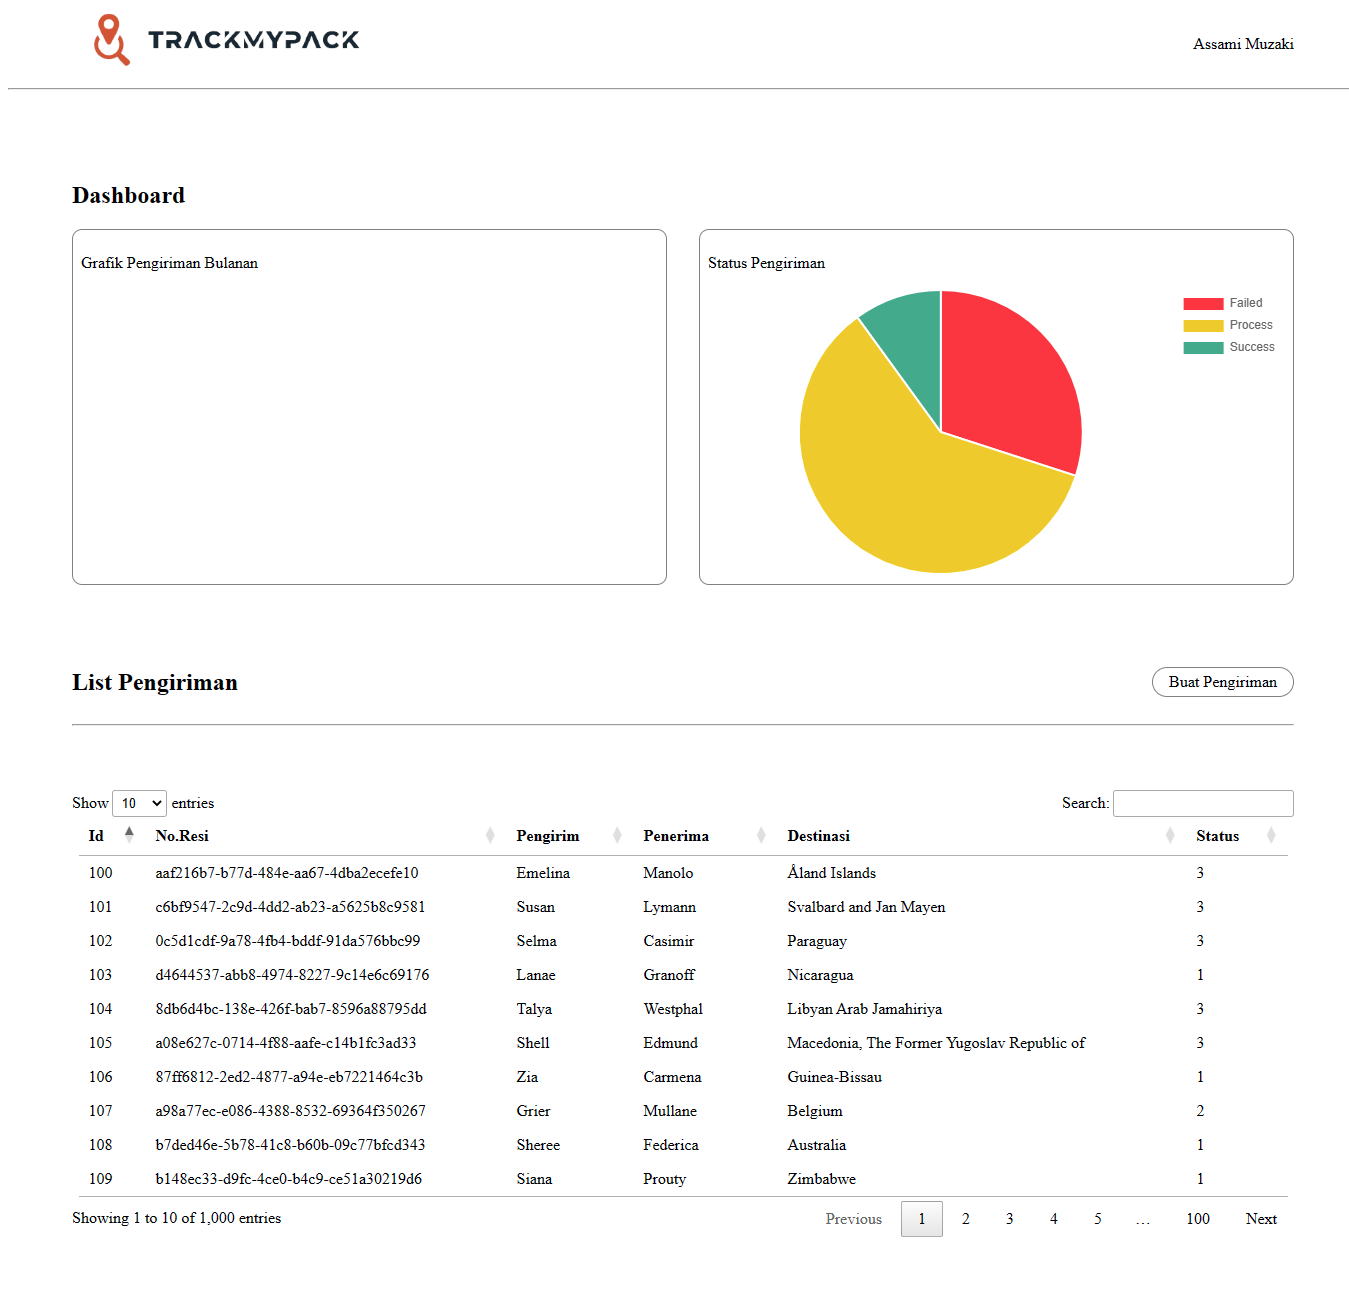 TRACKMYPACK
Assami Muzaki
Dashboard
Grafik Pengiriman Bulanan
Status Pengiriman
Failed
Process
Success
List Pengiriman
Buat Pengiriman
Show 10 entries
Search:
Id No.Resi Pengirim Penerima Destinasi Status
100 aaf216b7-b77d-484e-aa67-4dba2ecefe10 Emelina Manolo Åland Islands 3
101 c6bf9547-2c9d-4dd2-ab23-a5625b8c9581 Susan Lymann Svalbard and Jan Mayen 3
102 0c5d1cdf-9a78-4fb4-bddf-91da576bbc99 Selma Casimir Paraguay 3
103 d4644537-abb8-4974-8227-9c14e6c69176 Lanae Granoff Nicaragua 1
104 8db6d4bc-138e-426f-bab7-8596a88795dd Talya Westphal Libyan Arab Jamahiriya 3
105 a08e627c-0714-4f88-aafe-c14b1fc3ad33 Shell Edmund Macedonia, The Former Yugoslav Republic of 3
106 87ff6812-2ed2-4877-a94e-eb7221464c3b Zia Carmena Guinea-Bissau 1
107 a98a77ec-e086-4388-8532-69364f350267 Grier Mullane Belgium 2
108 b7ded46e-5b78-41c8-b60b-09c77bfcd343 Sheree Federica Australia 1
109 b148ec33-d9fc-4ce0-b4c9-ce51a30219d6 Siana Prouty Zimbabwe 1
Showing 1 to 10 of 1,000 entries
Previous 1 2 3 4 5 … 100 Next